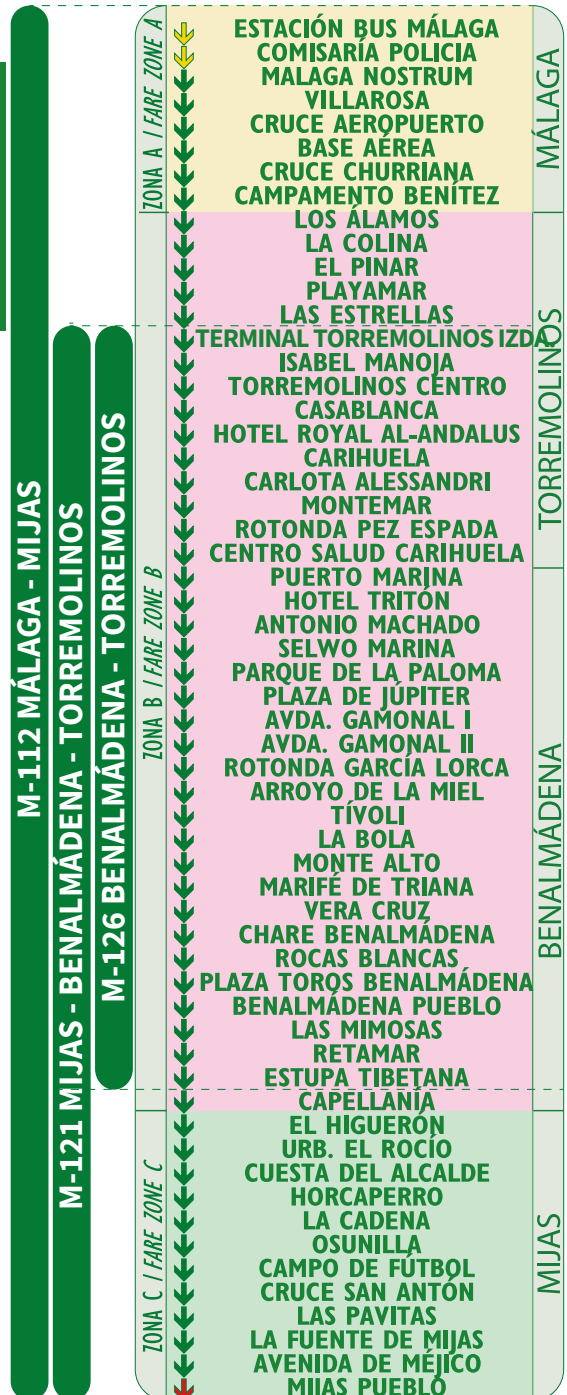 M-112 MÁLAGA - MIJAS
M-121 MIJAS - BENALMÁDENA - TORREMOLINOS
M-126 BENALMÁDENA - TORREMOLINOS
ZONA A / FARE ZONE A
ZONA B / FARE ZONE B
ZONA C / FARE ZONE C
ESTACIÓN BUS MÁLAGA
COMISARÍA POLICIA
MALAGA NOSTRUM
VILLAROSA
CRUCE AEROPUERTO
BASE AÉREA
CRUCE CHURRIANA
CAMPAMENTO BENÍTEZ
LOS ÁLAMOS
LA COLINA
EL PINAR
PLAYAMAR
LAS ESTRELLAS
TERMINAL TORREMOLINOS IZDA.
ISABEL MANOJA
TORREMOLINOS CENTRO
CASABLANCA
HOTEL ROYAL AL-ANDALUS
CARIHUELA
CARLOTA ALESSANDRI
MONTEMAR
ROTONDA PEZ ESPADA
CENTRO SALUD CARIHUELA
PUERTO MARINA
HOTEL TRITÓN
ANTONIO MACHADO
SELWO MARINA
PARQUE DE LA PALOMA
PLAZA DE JÚPITER
AVDA. GAMONAL I
AVDA. GAMONAL II
ROTONDA GARCÍA LORCA
ARROYO DE LA MIEL
TÍVOLI
LA BOLA
MONTE ALTO
MARIFÉ DE TRIANA
VERA CRUZ
CHARE BENALMÁDENA
ROCAS BLANCAS
PLAZA TOROS BENALMÁDENA
BENALMÁDENA PUEBLO
LAS MIMOSAS
RETAMAR
ESTUPA TIBETANA
CAPELLANÍA
EL HIGUERÓN
URB. EL ROCÍO
CUESTA DEL ALCALDE
HORCAPERRO
LA CADENA
OSUNILLA
CAMPO DE FÚTBOL
CRUCE SAN ANTÓN
LAS PAVITAS
LA FUENTE DE MIJAS
AVENIDA DE MÉJICO
MIJAS PUEBLO
MÁLAGA
TORREMOLINOS
BENALMÁDENA
MIJAS